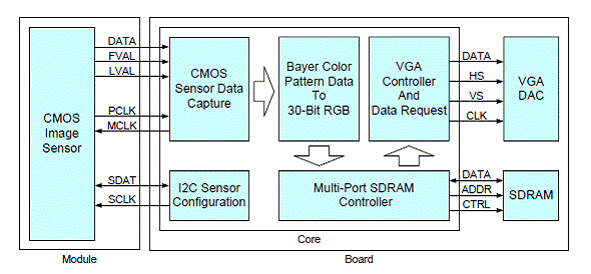 DATA
FVAL
LVAL
PCLK
MCLK
SDAT
SCLK
CMOS
Image
Sensor
CMOS
Sensor Data
Capture
Bayer Color
Pattern Data
To
30-Bit RGB
VGA
Controller
And
Data Request
DATA
HS
VS
CLK
VGA
DAC
I2C Sensor
Configuration
Multi-Port SDRAM
Controller
DATA
ADDR
CTRL
SDRAM
Core
Module
Board